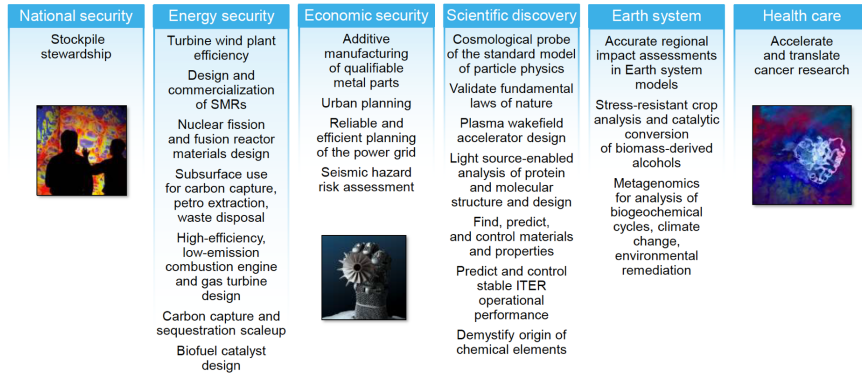 National security
Stockpile
stewardship
Energy security
Turbine wind plant
efficiency
Design and
commercialization
of SMRs
Nuclear fission
and fusion reactor
materials design
Subsurface use
for carbon capture,
petro extraction,
waste disposal
High-efficiency,
low-emission
combustion engine
and gas turbine
design
Carbon capture and
sequestration scaleup
Biofuel catalyst
design
Economic security
Additive
manufacturing
of qualifiable
metal parts
Urban planning
Reliable and
efficient planning
of the power grid
Seismic hazard
risk assessment
Scientific discovery
Cosmological probe
of the standard model
of particle physics
Validate fundamental
laws of nature
Plasma wakefield
accelerator design
Light source-enabled
analysis of protein
and molecular
structure and design
Find, predict,
and control materials
and properties
Predict and control
stable ITER
operational
performance
Demystify origin of
chemical elements
Earth system
Accurate regional
impact assessments
in Earth system
models
Stress-resistant crop
analysis and catalytic
conversion
of biomass-derived
alcohols
Metagenomics
for analysis of
biogeochemical
cycles, climate
change,
environmental
remediation
Health care
Accelerate
and translate
cancer research